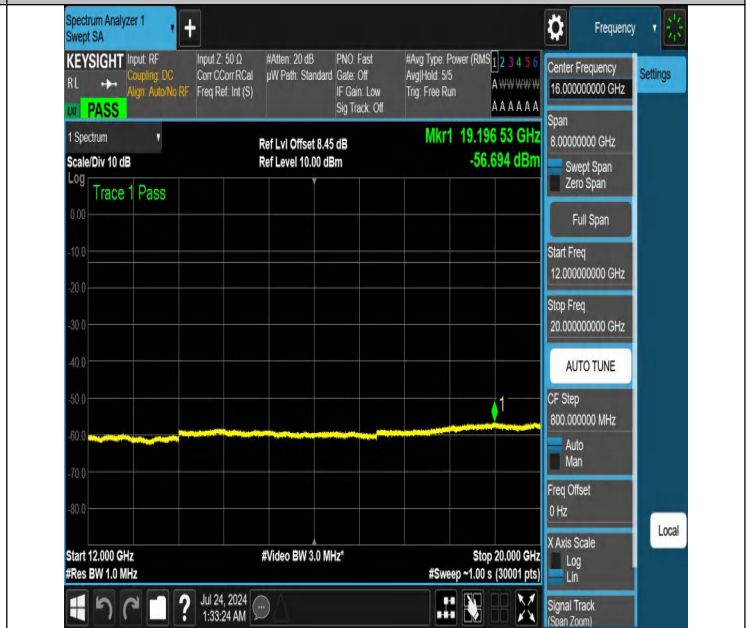 Spectrum Analyzer 1
Swept SA
+
Frequency
KEYSIGHT
RL
PASS
Input: RF
Coupling: DC
Align: Auto/No RF
Input Z: 50 Ω
Corr CCorr RCal
Freq Ref: Int (S)
#Atten: 20 dB
µW Path: Standard
PNO: Fast
Gate: Off
IF Gain: Low
Sig Track: Off
#Avg Type: Power (RMS
Avg|Hold: 5/5
Trig: Free Run
1 2 3 4 5 6
A W W W W W
A A A A A A
1 Spectrum
Scale/Div 10 dB
Ref Lvl Offset 8.45 dB
Ref Level 10.00 dBm
Mkr1 19.196 53 GHz
-56.694 dBm
Log
Trace 1 Pass
0.00
-10.0
-20.0
-30.0
-40.0
-50.0
-60.0
-70.0
-80.0
1
Start 12.000 GHz
#Res BW 1.0 MHz
#Video BW 3.0 MHz*
Stop 20.000 GHz
#Sweep ~1.00 s (30001 pts)
Jul 24, 2024
1:33:24 AM
Center Frequency
16.000000000 GHz
Settings
Span
8.00000000 GHz
Swept Span
Zero Span
Full Span
Start Freq
12.000000000 GHz
Stop Freq
20.000000000 GHz
AUTO TUNE
CF Step
800.000000 MHz
Auto
Man
Freq Offset
0 Hz
X Axis Scale
Log
Lin
Local
Signal Track
(Span Zoom)